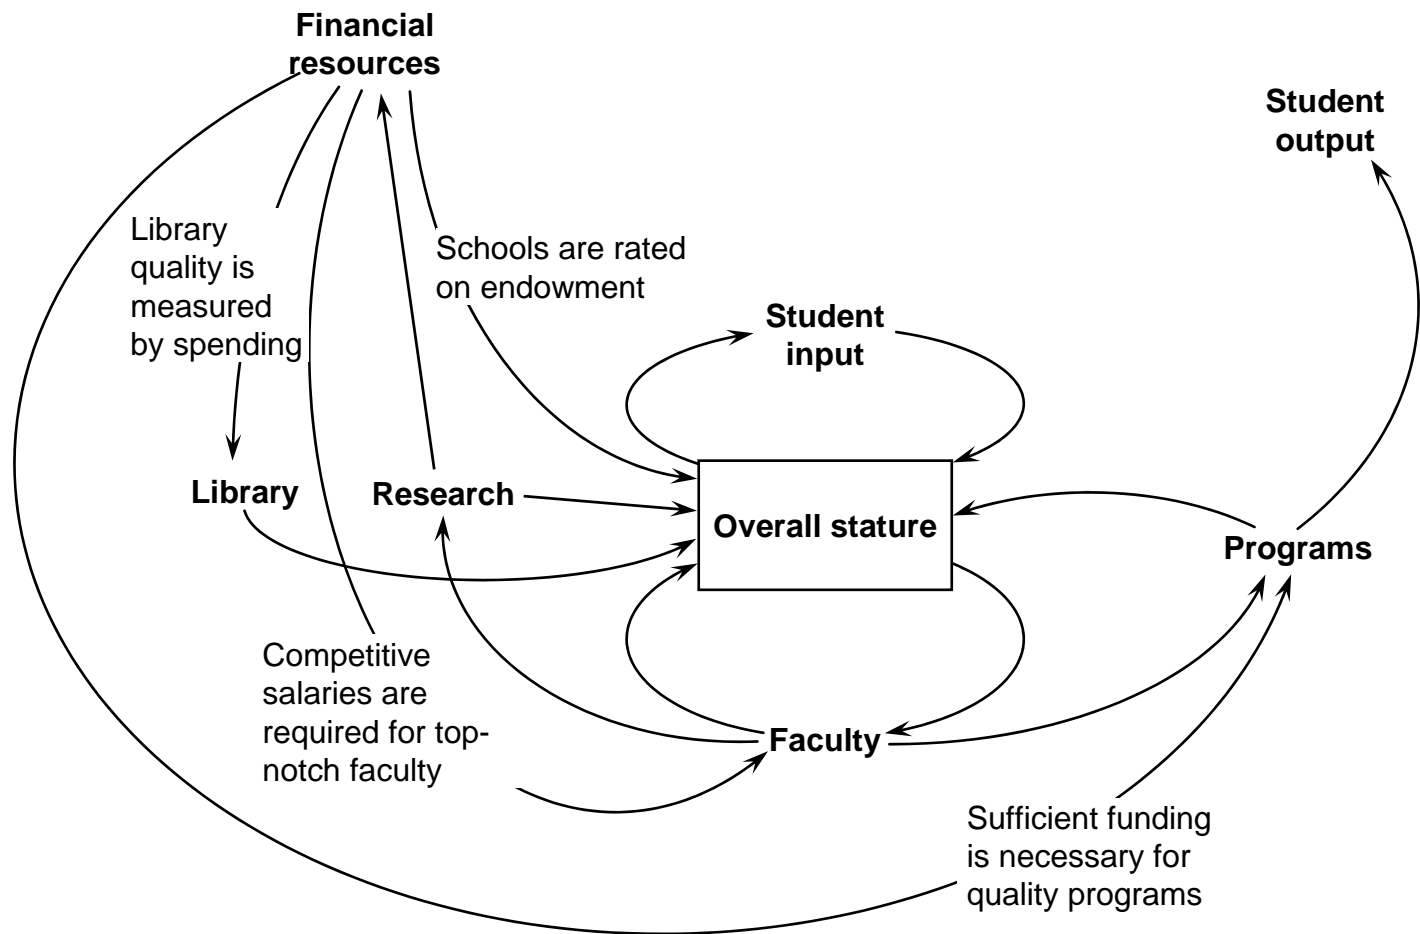 Financial
resources
Student
output
Library
quality is
measured
by spending
Schools are rated
on endowment
Student
input
Library
Research
Overall stature
Programs
Competitive
salaries are
required for top-
notch faculty
Faculty
Sufficient funding
is necessary for
quality programs